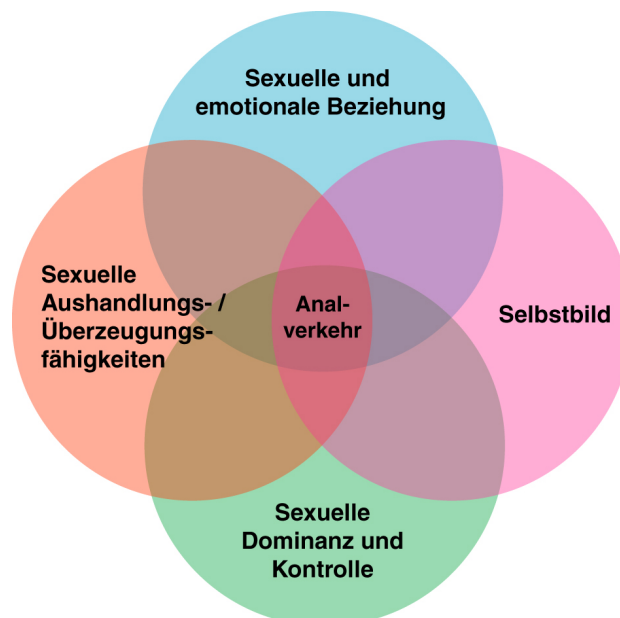 Sexuelle und
emotionale Beziehung
Sexuelle
Aushandlungs- /
Überzeugungs-
fähigkeiten
Anal-
verkehr
Selbstbild
Sexuelle
Dominanz und
Kontrolle